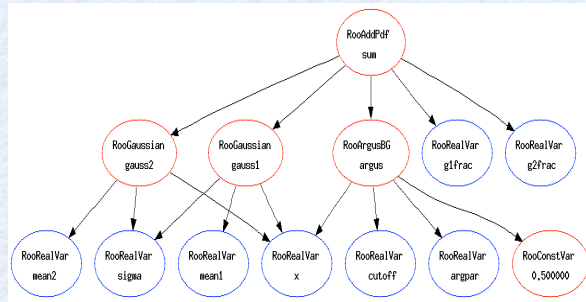 RooAddPdf
sum
RooGaussian
gauss2
RooGaussian
gauss1
RooArgusBG
argus
RooRealVar
g1frac
RooRealVar
g2frac
RooRealVar
mean2
RooRealVar
sigma
RooRealVar
mean1
RooRealVar
x
RooRealVar
cutoff
RooRealVar
argpar
RooConstVar
0,500000